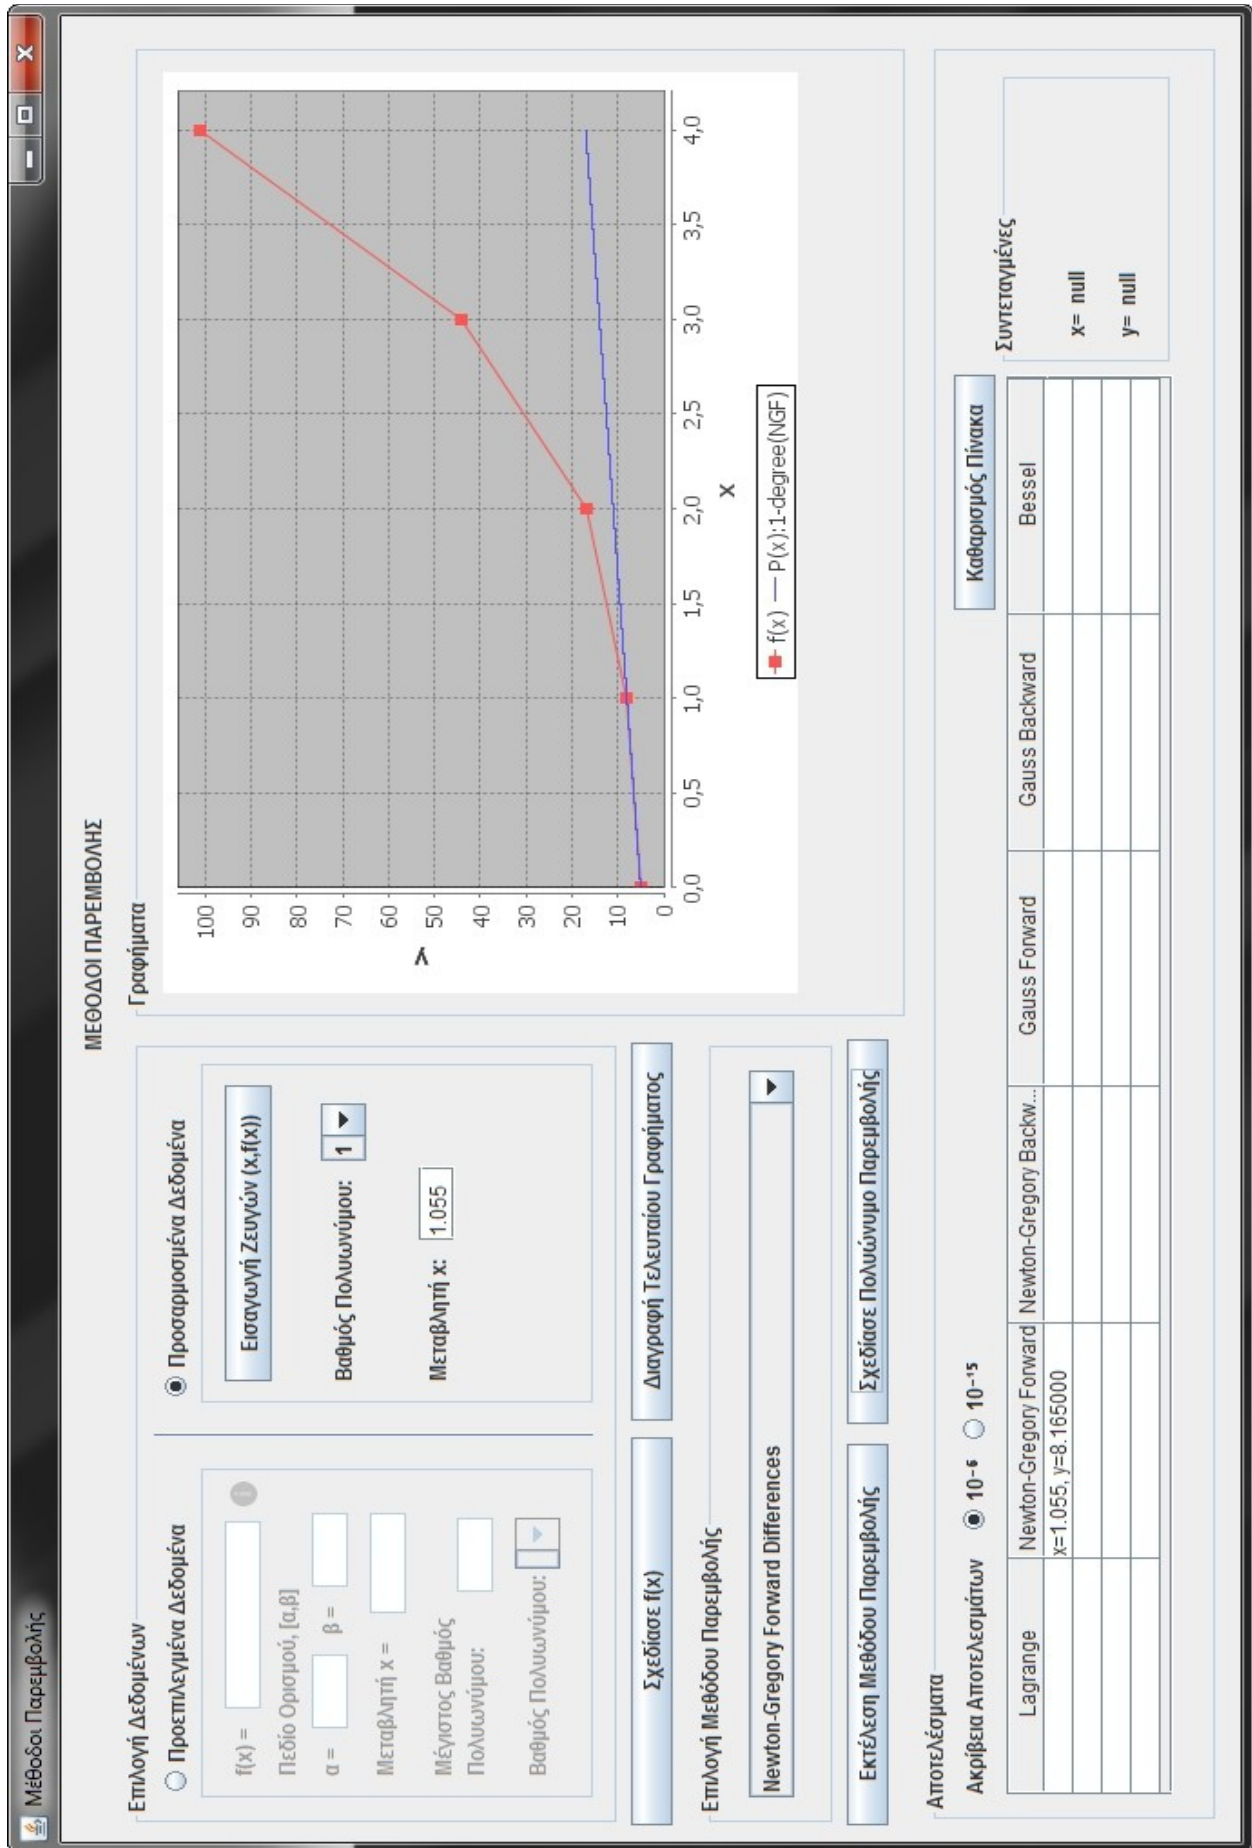 Μέθοδοι Παρεμβολής
ΜΕΘΟΔΟΙ ΠΑΡΕΜΒΟΛΗΣ
Επιλογή Δεδομένων
Προεπιλεγμένα Δεδομένα
f(x) =
Πεδίο Ορισμού, [α,β]
α =
β =
Μεταβλητή x =
Μέγιστος Βαθμός
Πολυωνύμου:
Βαθμός Πολυωνύμου:
Προσαρμοσμένα Δεδομένα
Εισαγωγή Ζευγών (x,f(x))
Βαθμός Πολυωνύμου: 1
Μεταβλητή x: 1.055
Σχεδίασε f(x)
Διαγραφή Τελευταίου Γραφήματος
Επιλογή Μεθόδου Παρεμβολής
Newton-Gregory Forward Differences
Εκτέλεση Μεθόδου Παρεμβολής
Σχεδίασε Πολυώνυμο Παρεμβολής
Γραφήματα
Y
100
90
80
70
60
50
40
30
20
10
0
0,0 0,5 1,0 1,5 2,0 2,5 3,0 3,5 4,0
X
f(x) P(x):1-degree(NGF)
Αποτελέσματα
Ακρίβεια Αποτελεσμάτων 10⁻⁶ 10⁻¹⁵
Καθαρισμός Πίνακα
Lagrange Newton-Gregory Forward Newton-Gregory Backw... Gauss Forward Gauss Backward Bessel
x=1.055, y=8.165000
Συντεταγμένες
x= null
y= null